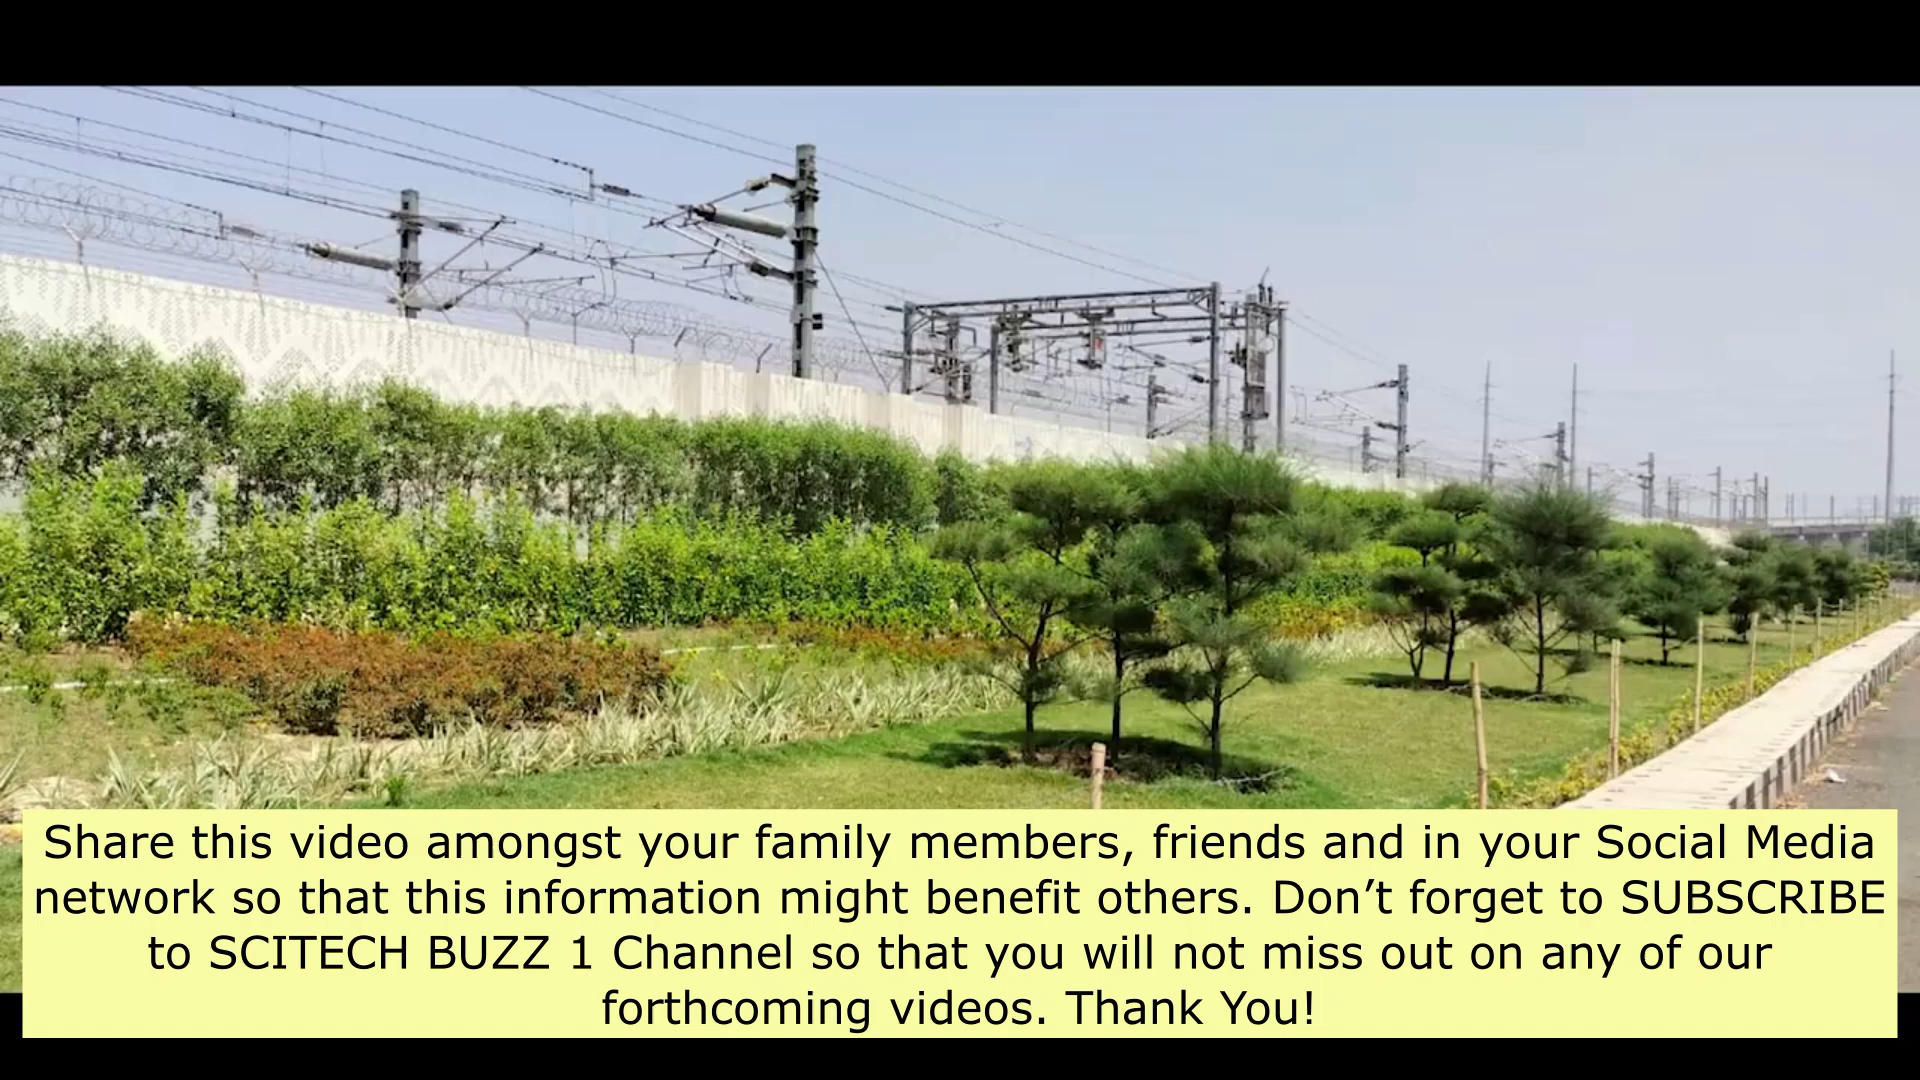 Share this video amongst your family members, friends and in your Social Media
network so that this information might benefit others. Don’t forget to SUBSCRIBE
to SCITECH BUZZ 1 Channel so that you will not miss out on any of our
forthcoming videos. Thank You!